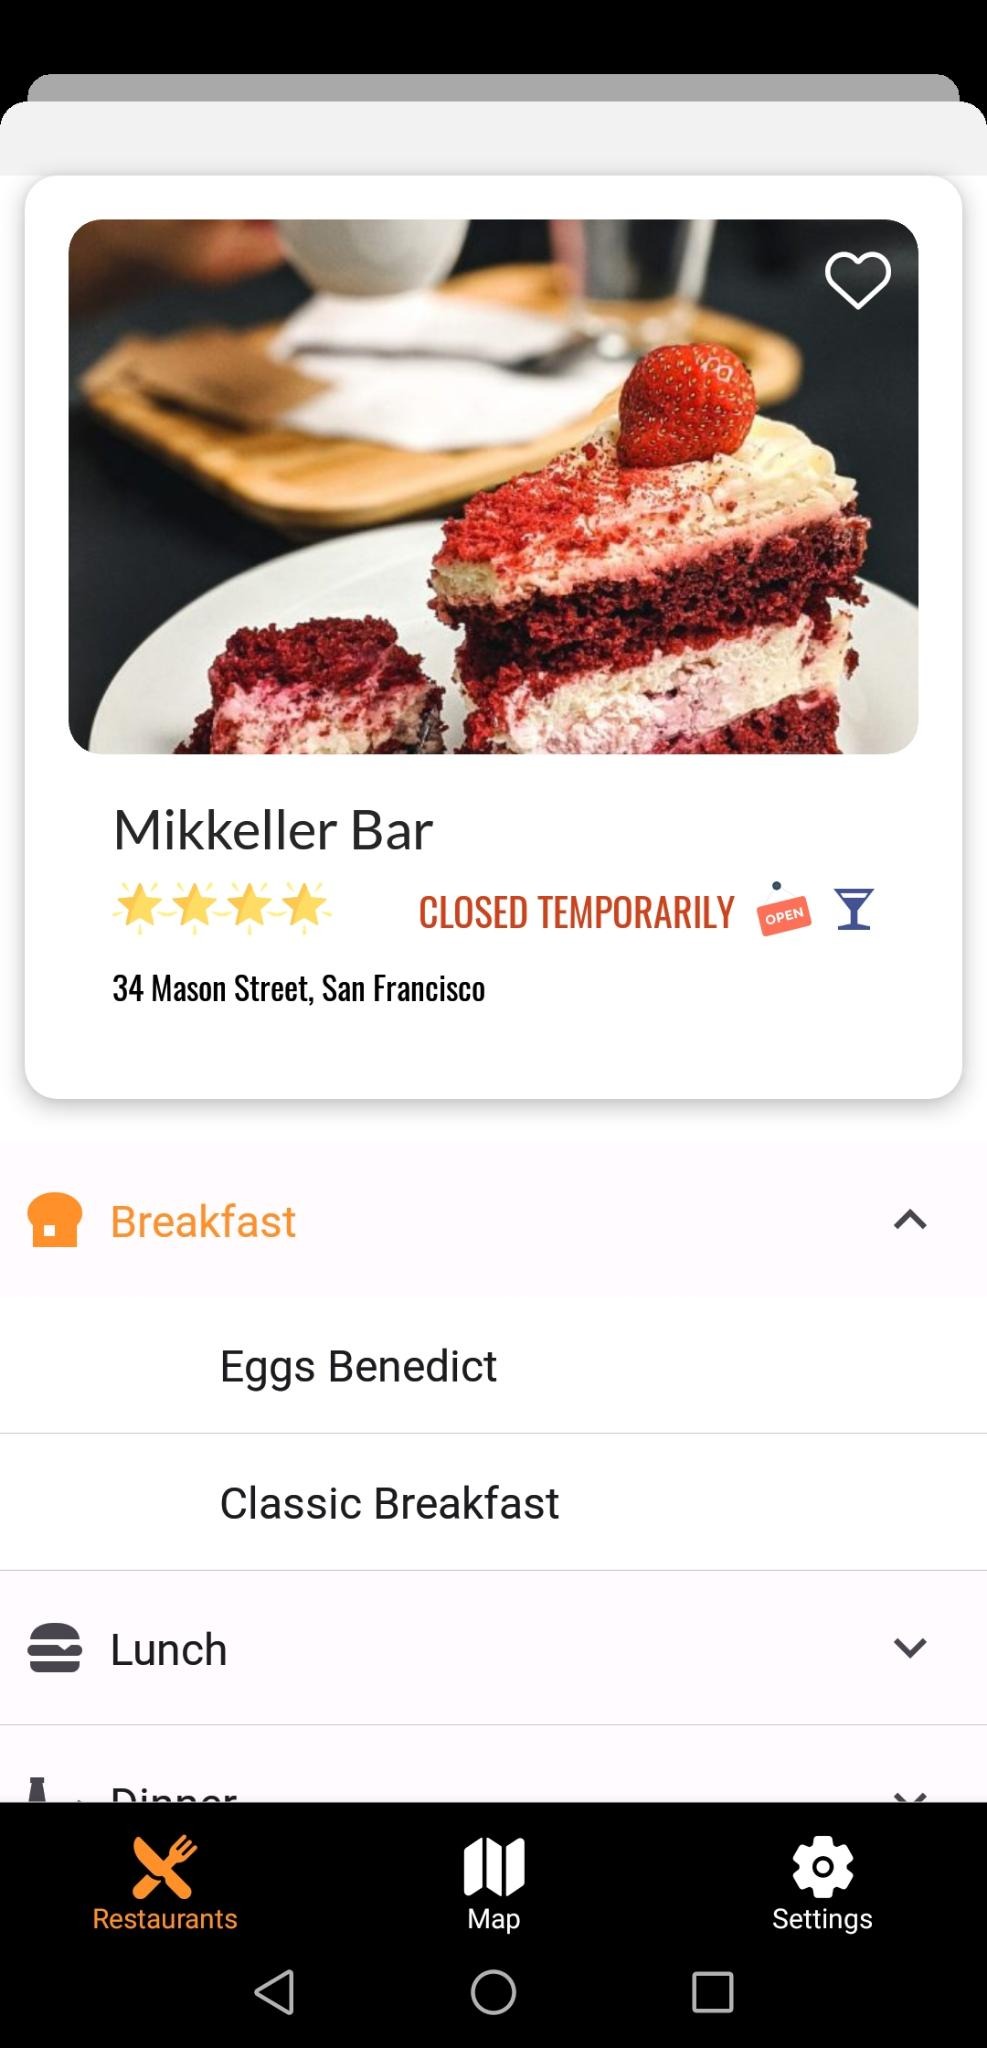 Mikkeller Bar
CLOSED TEMPORARILY OPEN
34 Mason Street, San Francisco
Breakfast
Eggs Benedict
Classic Breakfast
Lunch
Dinner
Restaurants Map Settings